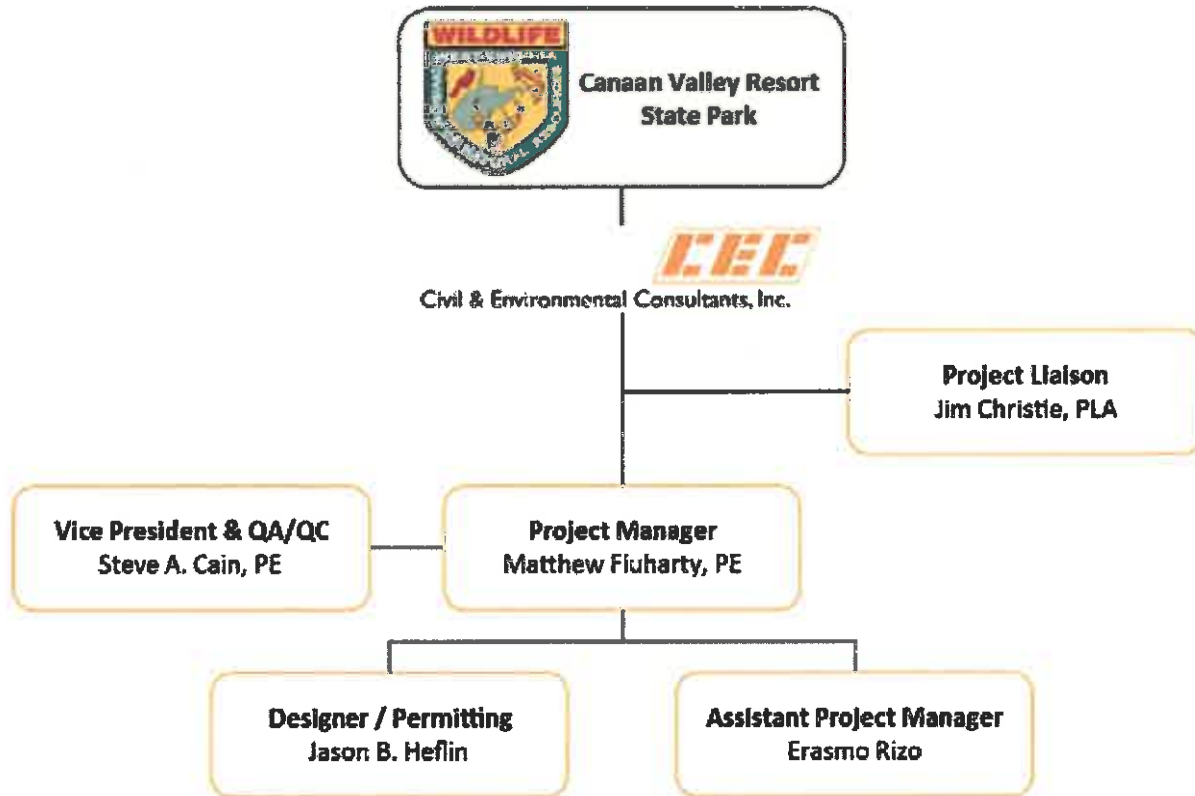 WILDLIFE
Canaan Valley Resort
State Park
CEC
Civil & Environmental Consultants, Inc.
Project Liaison
Jim Christie, PLA
Vice President & QA/QC
Steve A. Cain, PE
Project Manager
Matthew Fluharty, PE
Designer / Permitting
Jason B. Heflin
Assistant Project Manager
Erasmo Rizo